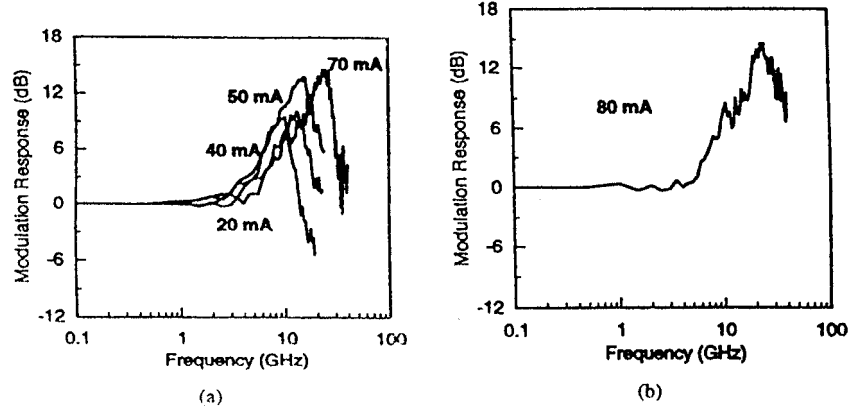 18
12
6
0
-6
-12
Modulation Response (dB)
70 mA
50 mA
40 mA
20 mA
0.1
1
10
100
Frequency (GHz)
(a)
18
12
6
0
-6
-12
Modulation Response (dB)
80 mA
0.1
1
10
100
Frequency (GHz)
(b)